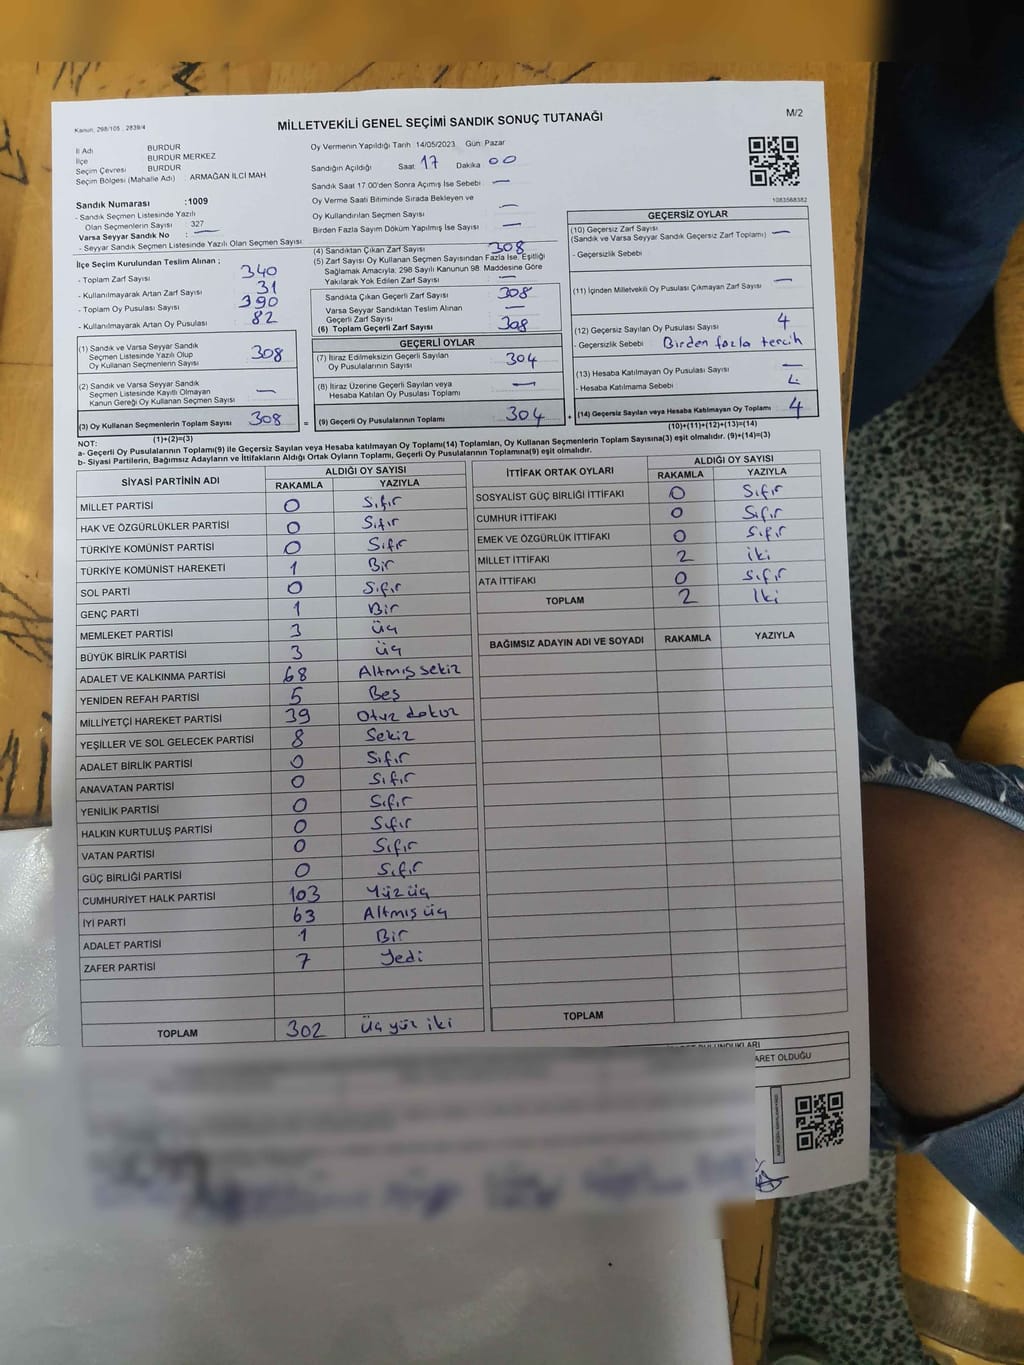 Kanun, 298/105 , 2839/4
MİLLETVEKİLİ GENEL SEÇİMİ SANDIK SONUÇ TUTANAĞI
M/2
İl Adı BURDUR
İlçe BURDUR MERKEZ
Seçim Çevresi BURDUR
Seçim Bölgesi (Mahalle Adı) : ARMAĞAN İLCİ MAH
Sandık Numarası :1009
- Sandık Seçmen Listesinde Yazılı
Olan Seçmenlerin Sayısı : 327
Varsa Seyyar Sandık No : —
- Seyyar Sandık Seçmen Listesinde Yazılı Olan Seçmen Sayısı:
Oy Vermenin Yapıldığı Tarih 14/05/2023 Gün: Pazar
Sandığın Açıldığı Saat 17 Dakika 00
Sandık Saat 17.00'den Sonra Açımış İse Sebebi —
Oy Verme Saati Bitiminde Sırada Bekleyen ve
Oy Kullandırılan Seçmen Sayısı —
Birden Fazla Sayım Döküm Yapılmış İse Sayısı —
1083568382
İlçe Seçim Kurulundan Teslim Alınan ;
- Toplam Zarf Sayısı 340
- Kullanılmayarak Artan Zarf Sayısı 31
- Toplam Oy Pusulası Sayısı 390
- Kullanılmayarak Artan Oy Pusulası 82
(1) Sandık ve Varsa Seyyar Sandık
Seçmen Listesinde Yazılı Olup
Oy Kullanan Seçmenlerin Sayısı 308
(2) Sandık ve Varsa Seyyar Sandık
Seçmen Listesinde Kayıtlı Olmayan
Kanun Gereği Oy Kullanan Seçmen Sayısı —
(3) Oy Kullanan Seçmenlerin Toplam Sayısı 308
(1)+(2)=(3)
(4) Sandıktan Çıkan Zarf Sayısı 308
(5) Zarf Sayısı Oy Kullanan Seçmen Sayısından Fazla İse, Eşitliği
Sağlamak Amacıyla; 298 Sayılı Kanunun 98. Maddesine Göre
Yakılarak Yok Edilen Zarf Sayısı —
Sandıkta Çıkan Geçerli Zarf Sayısı 308
Varsa Seyyar Sandıktan Teslim Alınan
Geçerli Zarf Sayısı —
(6) Toplam Geçerli Zarf Sayısı 308
GEÇERLİ OYLAR
(7) İtiraz Edilmeksizin Geçerli Sayılan
Oy Pusulalarının Sayısı 304
(8) İtiraz Üzerine Geçerli Sayılan veya
Hesaba Katılan Oy Pusulası Toplamı —
= (9) Geçerli Oy Pusulalarının Toplamı 304 +
GEÇERSİZ OYLAR
(10) Geçersiz Zarf Sayısı
(Sandık ve Varsa Seyyar Sandık Geçersiz Zarf Toplamı) —
- Geçersizlik Sebebi
(11) İçinden Milletvekili Oy Pusulası Çıkmayan Zarf Sayısı —
(12) Geçersiz Sayılan Oy Pusulası Sayısı 4
- Geçersizlik Sebebi Birden fazla tercih
(13) Hesaba Katılmayan Oy Pusulası Sayısı —
- Hesaba Katılmama Sebebi
(14) Geçersiz Sayılan veya Hesaba Katılmayan Oy Toplamı 4
(10)+(11)+(12)+(13)=(14)
NOT:
a- Geçerli Oy Pusulalarının Toplamı(9) ile Geçersiz Sayılan veya Hesaba katılmayan Oy Toplamı(14) Toplamları, Oy Kullanan Seçmenlerin Toplam Sayısına(3) eşit olmalıdır. (9)+(14)=(3)
b- Siyasi Partilerin, Bağımsız Adayların ve İttifakların Aldığı Ortak Oyların Toplamı, Geçerli Oy Pusulalarının Toplamına(9) eşit olmalıdır.
SİYASİ PARTİNİN ADI ALDIĞI OY SAYISI
RAKAMLA YAZIYLA
MİLLET PARTİSİ 0 Sıfır
HAK VE ÖZGÜRLÜKLER PARTİSİ 0 Sıfır
TÜRKİYE KOMÜNİST PARTİSİ 0 Sıfır
TÜRKİYE KOMÜNİST HAREKETİ 1 Bir
SOL PARTİ 0 Sıfır
GENÇ PARTİ 1 Bir
MEMLEKET PARTİSİ 3 üç
BÜYÜK BİRLİK PARTİSİ 3 üç
ADALET VE KALKINMA PARTİSİ 68 Altmış sekiz
YENİDEN REFAH PARTİSİ 5 Beş
MİLLİYETÇİ HAREKET PARTİSİ 39 Otuz dokuz
YEŞİLLER VE SOL GELECEK PARTİSİ 8 Sekiz
ADALET BİRLİK PARTİSİ 0 Sıfır
ANAVATAN PARTİSİ 0 Sıfır
YENİLİK PARTİSİ 0 Sıfır
HALKIN KURTULUŞ PARTİSİ 0 Sıfır
VATAN PARTİSİ 0 Sıfır
GÜÇ BİRLİĞİ PARTİSİ 0 Sıfır
CUMHURİYET HALK PARTİSİ 103 Yüz üç
İYİ PARTİ 63 Altmış üç
ADALET PARTİSİ 1 Bir
ZAFER PARTİSİ 7 Yedi
TOPLAM 302 Üç yüz iki
İTTİFAK ORTAK OYLARI ALDIĞI OY SAYISI
RAKAMLA YAZIYLA
SOSYALİST GÜÇ BİRLİĞİ İTTİFAKI 0 Sıfır
CUMHUR İTTİFAKI 0 Sıfır
EMEK VE ÖZGÜRLÜK İTTİFAKI 0 Sıfır
MİLLET İTTİFAKI 2 iki
ATA İTTİFAKI 0 Sıfır
TOPLAM 2 İki
BAĞIMSIZ ADAYIN ADI VE SOYADI RAKAMLA YAZIYLA
TOPLAM
ARET OLDUĞU